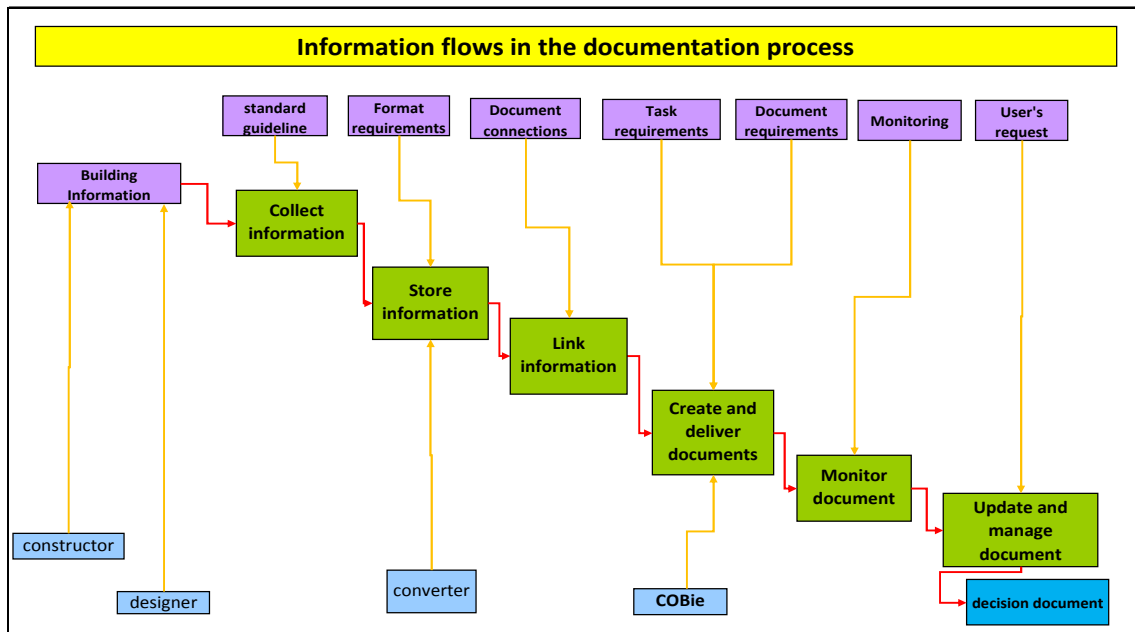 Information flows in the documentation process
standard
guideline
Format
requirements
Document
connections
Task
requirements
Document
requirements
Monitoring
User's
request
Building
Information
Collect
information
Store
information
Link
information
Create and
deliver
documents
Monitor
document
Update and
manage
document
constructor
designer
converter
COBie
decision document